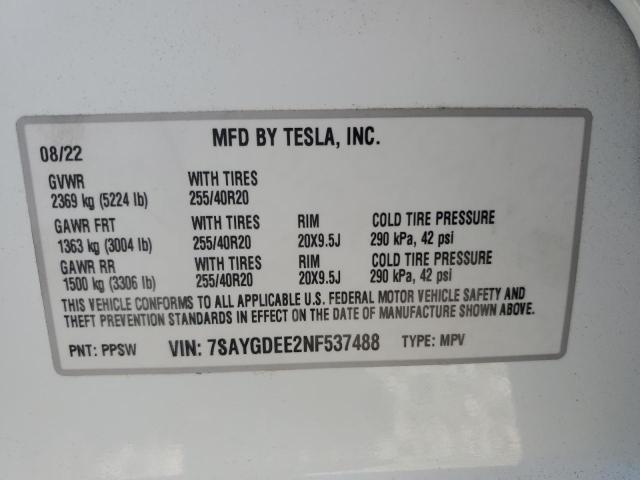 MFD BY TESLA, INC.
08/22
GVWR WITH TIRES
2369 kg (5224 lb) 255/40R20
GAWR FRT WITH TIRES RIM COLD TIRE PRESSURE
1363 kg (3004 lb) 255/40R20 20X9.5J 290 kPa, 42 psi
GAWR RR WITH TIRES RIM COLD TIRE PRESSURE
1500 kg (3306 lb) 255/40R20 20X9.5J 290 kPa, 42 psi
THIS VEHICLE CONFORMS TO ALL APPLICABLE U.S. FEDERAL MOTOR VEHICLE SAFETY AND
THEFT PREVENTION STANDARDS IN EFFECT ON THE DATE OF MANUFACTURE SHOWN ABOVE.
PNT: PPSW VIN: 7SAYGDEE2NF537488 TYPE: MPV